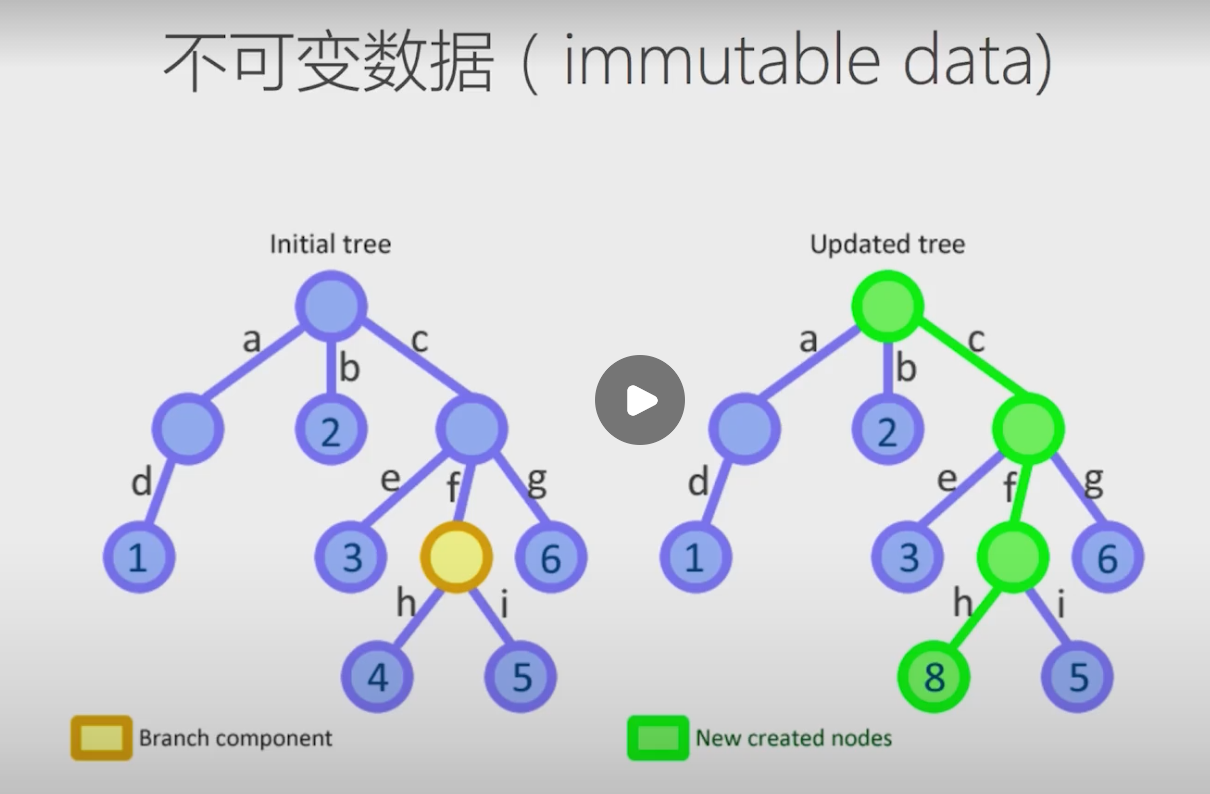 不可变数据 ( immutable data)
Initial tree
Updated tree
a b c
a b c
2
2
d e f g
d e f g
1 3 6
1 3 6
h i
h i
4 5
8 5
Branch component
New created nodes